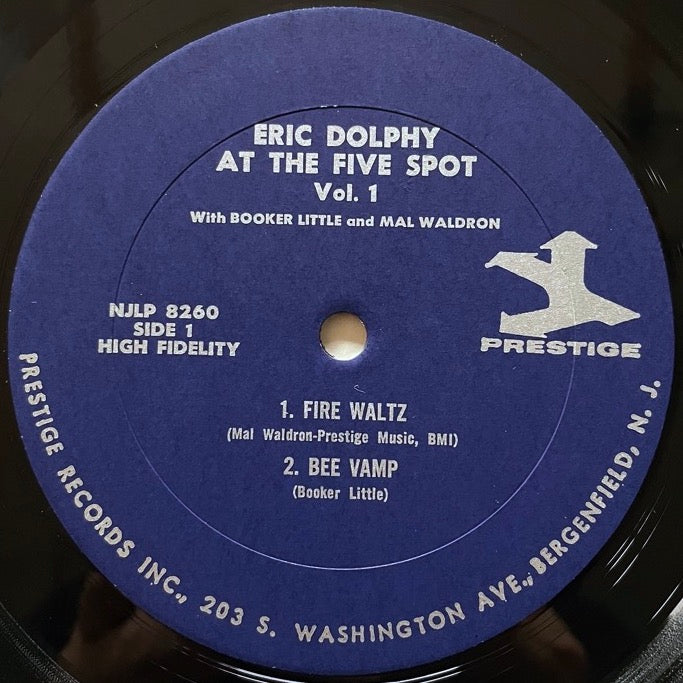 ERIC DOLPHY
AT THE FIVE SPOT
Vol. 1
With BOOKER LITTLE and MAL WALDRON
NJLP 8260
SIDE 1
HIGH FIDELITY
PRESTIGE
1. FIRE WALTZ
(Mal Waldron-Prestige Music, BMI)
2. BEE VAMP
(Booker Little)
PRESTIGE RECORDS INC., 203 S. WASHINGTON AVE., BERGENFIELD, N. J.